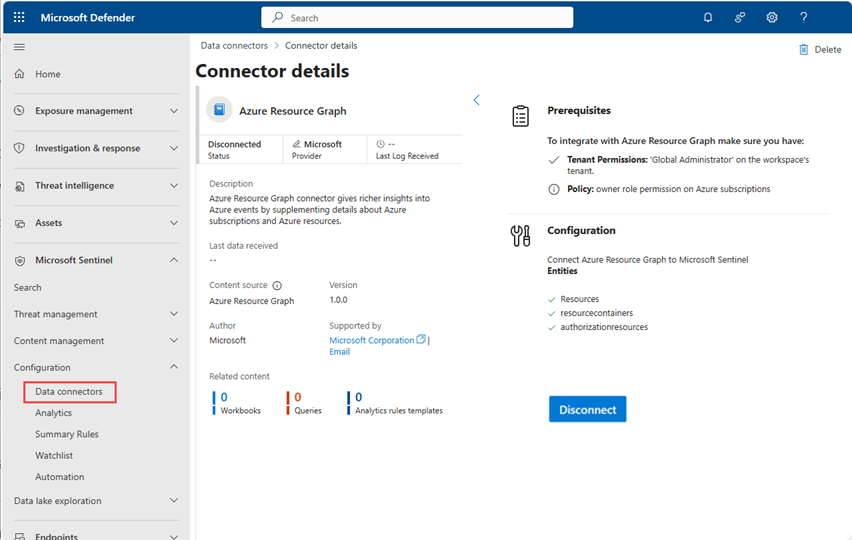 Microsoft Defender
Search
Home
Exposure management
Investigation & response
Threat intelligence
Assets
Microsoft Sentinel
Search
Threat management
Content management
Configuration
Data connectors
Analytics
Summary Rules
Watchlist
Automation
Data lake exploration
Endpoints
Data connectors > Connector details
Delete
Connector details
Azure Resource Graph
Disconnected
Status
Microsoft
Provider
--
Last Log Received
Description
Azure Resource Graph connector gives richer insights into
Azure events by supplementing details about Azure
subscriptions and Azure resources.
Last data received
--
Content source
Azure Resource Graph
Version
1.0.0
Author
Microsoft
Supported by
Microsoft Corporation |
Email
Related content
0
Workbooks
0
Queries
0
Analytics rules templates
Prerequisites
To integrate with Azure Resource Graph make sure you have:
Tenant Permissions: 'Global Administrator' on the workspace's
tenant.
Policy: owner role permission on Azure subscriptions
Configuration
Connect Azure Resource Graph to Microsoft Sentinel
Entities
Resources
resourcecontainers
authorizationresources
Disconnect